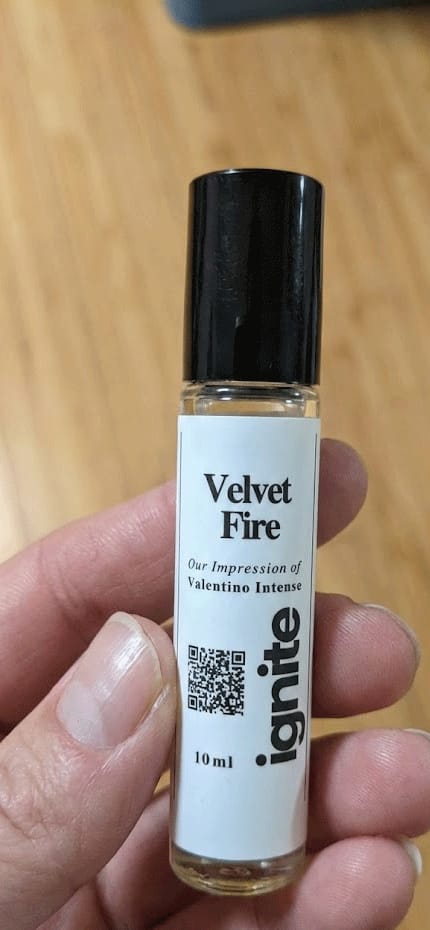 Velvet
Fire
Our Impression of
Valentino Intense
ignite
10ml